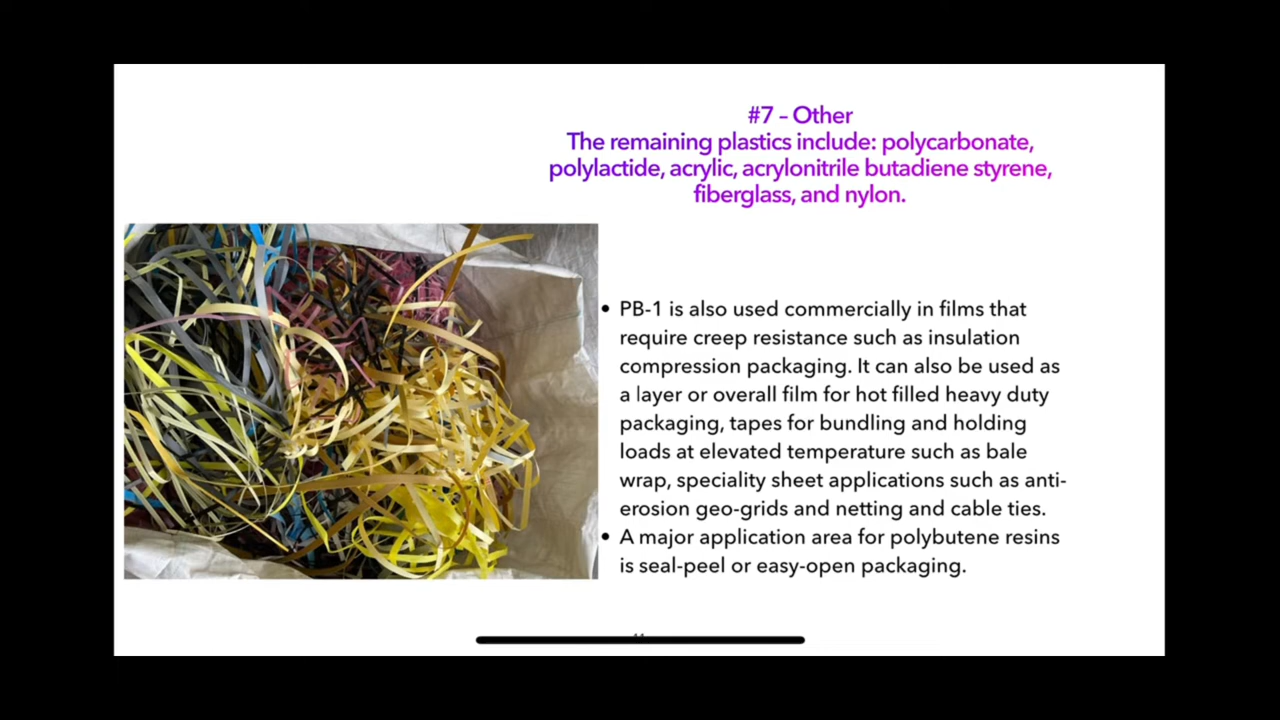 #7 – Other
The remaining plastics include: polycarbonate,
polylactide, acrylic, acrylonitrile butadiene styrene,
fiberglass, and nylon.
• PB-1 is also used commercially in films that
require creep resistance such as insulation
compression packaging. It can also be used as
a layer or overall film for hot filled heavy duty
packaging, tapes for bundling and holding
loads at elevated temperature such as bale
wrap, speciality sheet applications such as anti-
erosion geo-grids and netting and cable ties.
• A major application area for polybutene resins
is seal-peel or easy-open packaging.